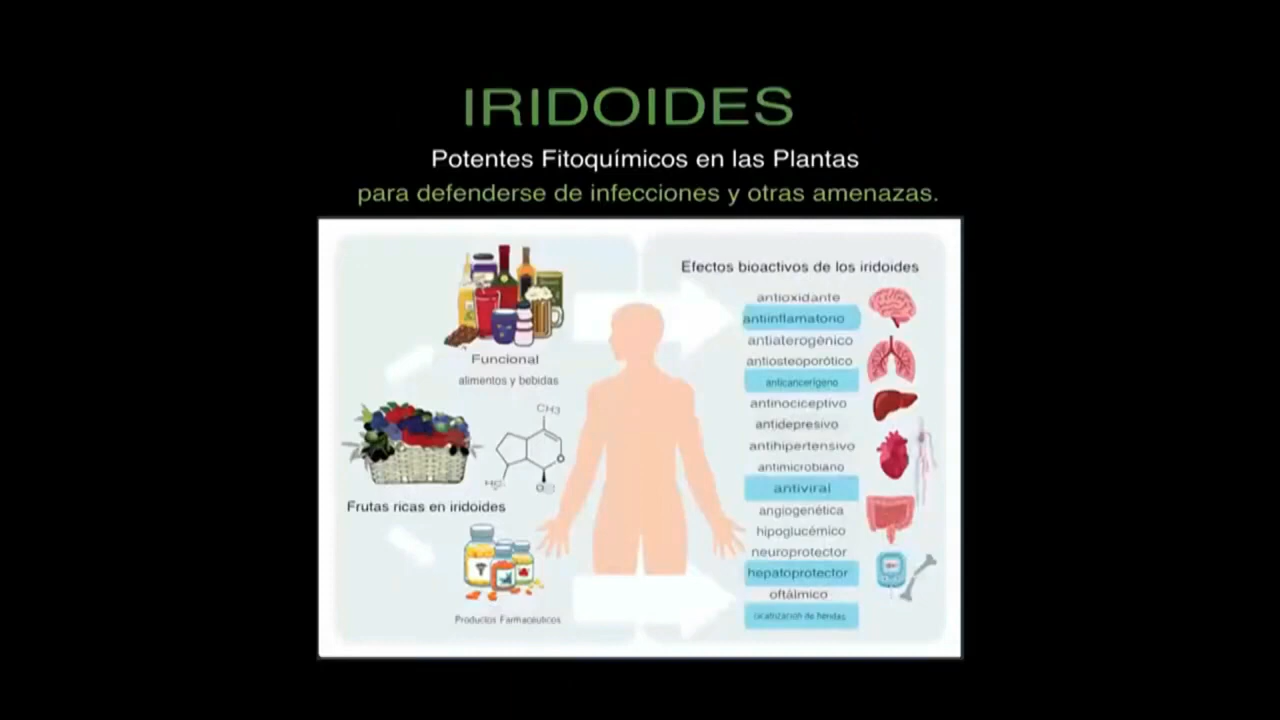 IRIDOIDES
Potentes Fitoquímicos en las Plantas
para defenderse de infecciones y otras amenazas.
Funcional
alimentos y bebidas
CH3
O
Frutas ricas en iridoides
Productos Farmacéuticos
Efectos bioactivos de los iridoides
antioxidante
antiinflamatorio
antiaterogénico
antiosteoporótico
anticancerígeno
antinociceptivo
antidepresivo
antihipertensivo
antimicrobiano
antiviral
angiogenética
hipoglucémico
neuroprotector
hepatoprotector
oftálmico
cicatrización de heridas